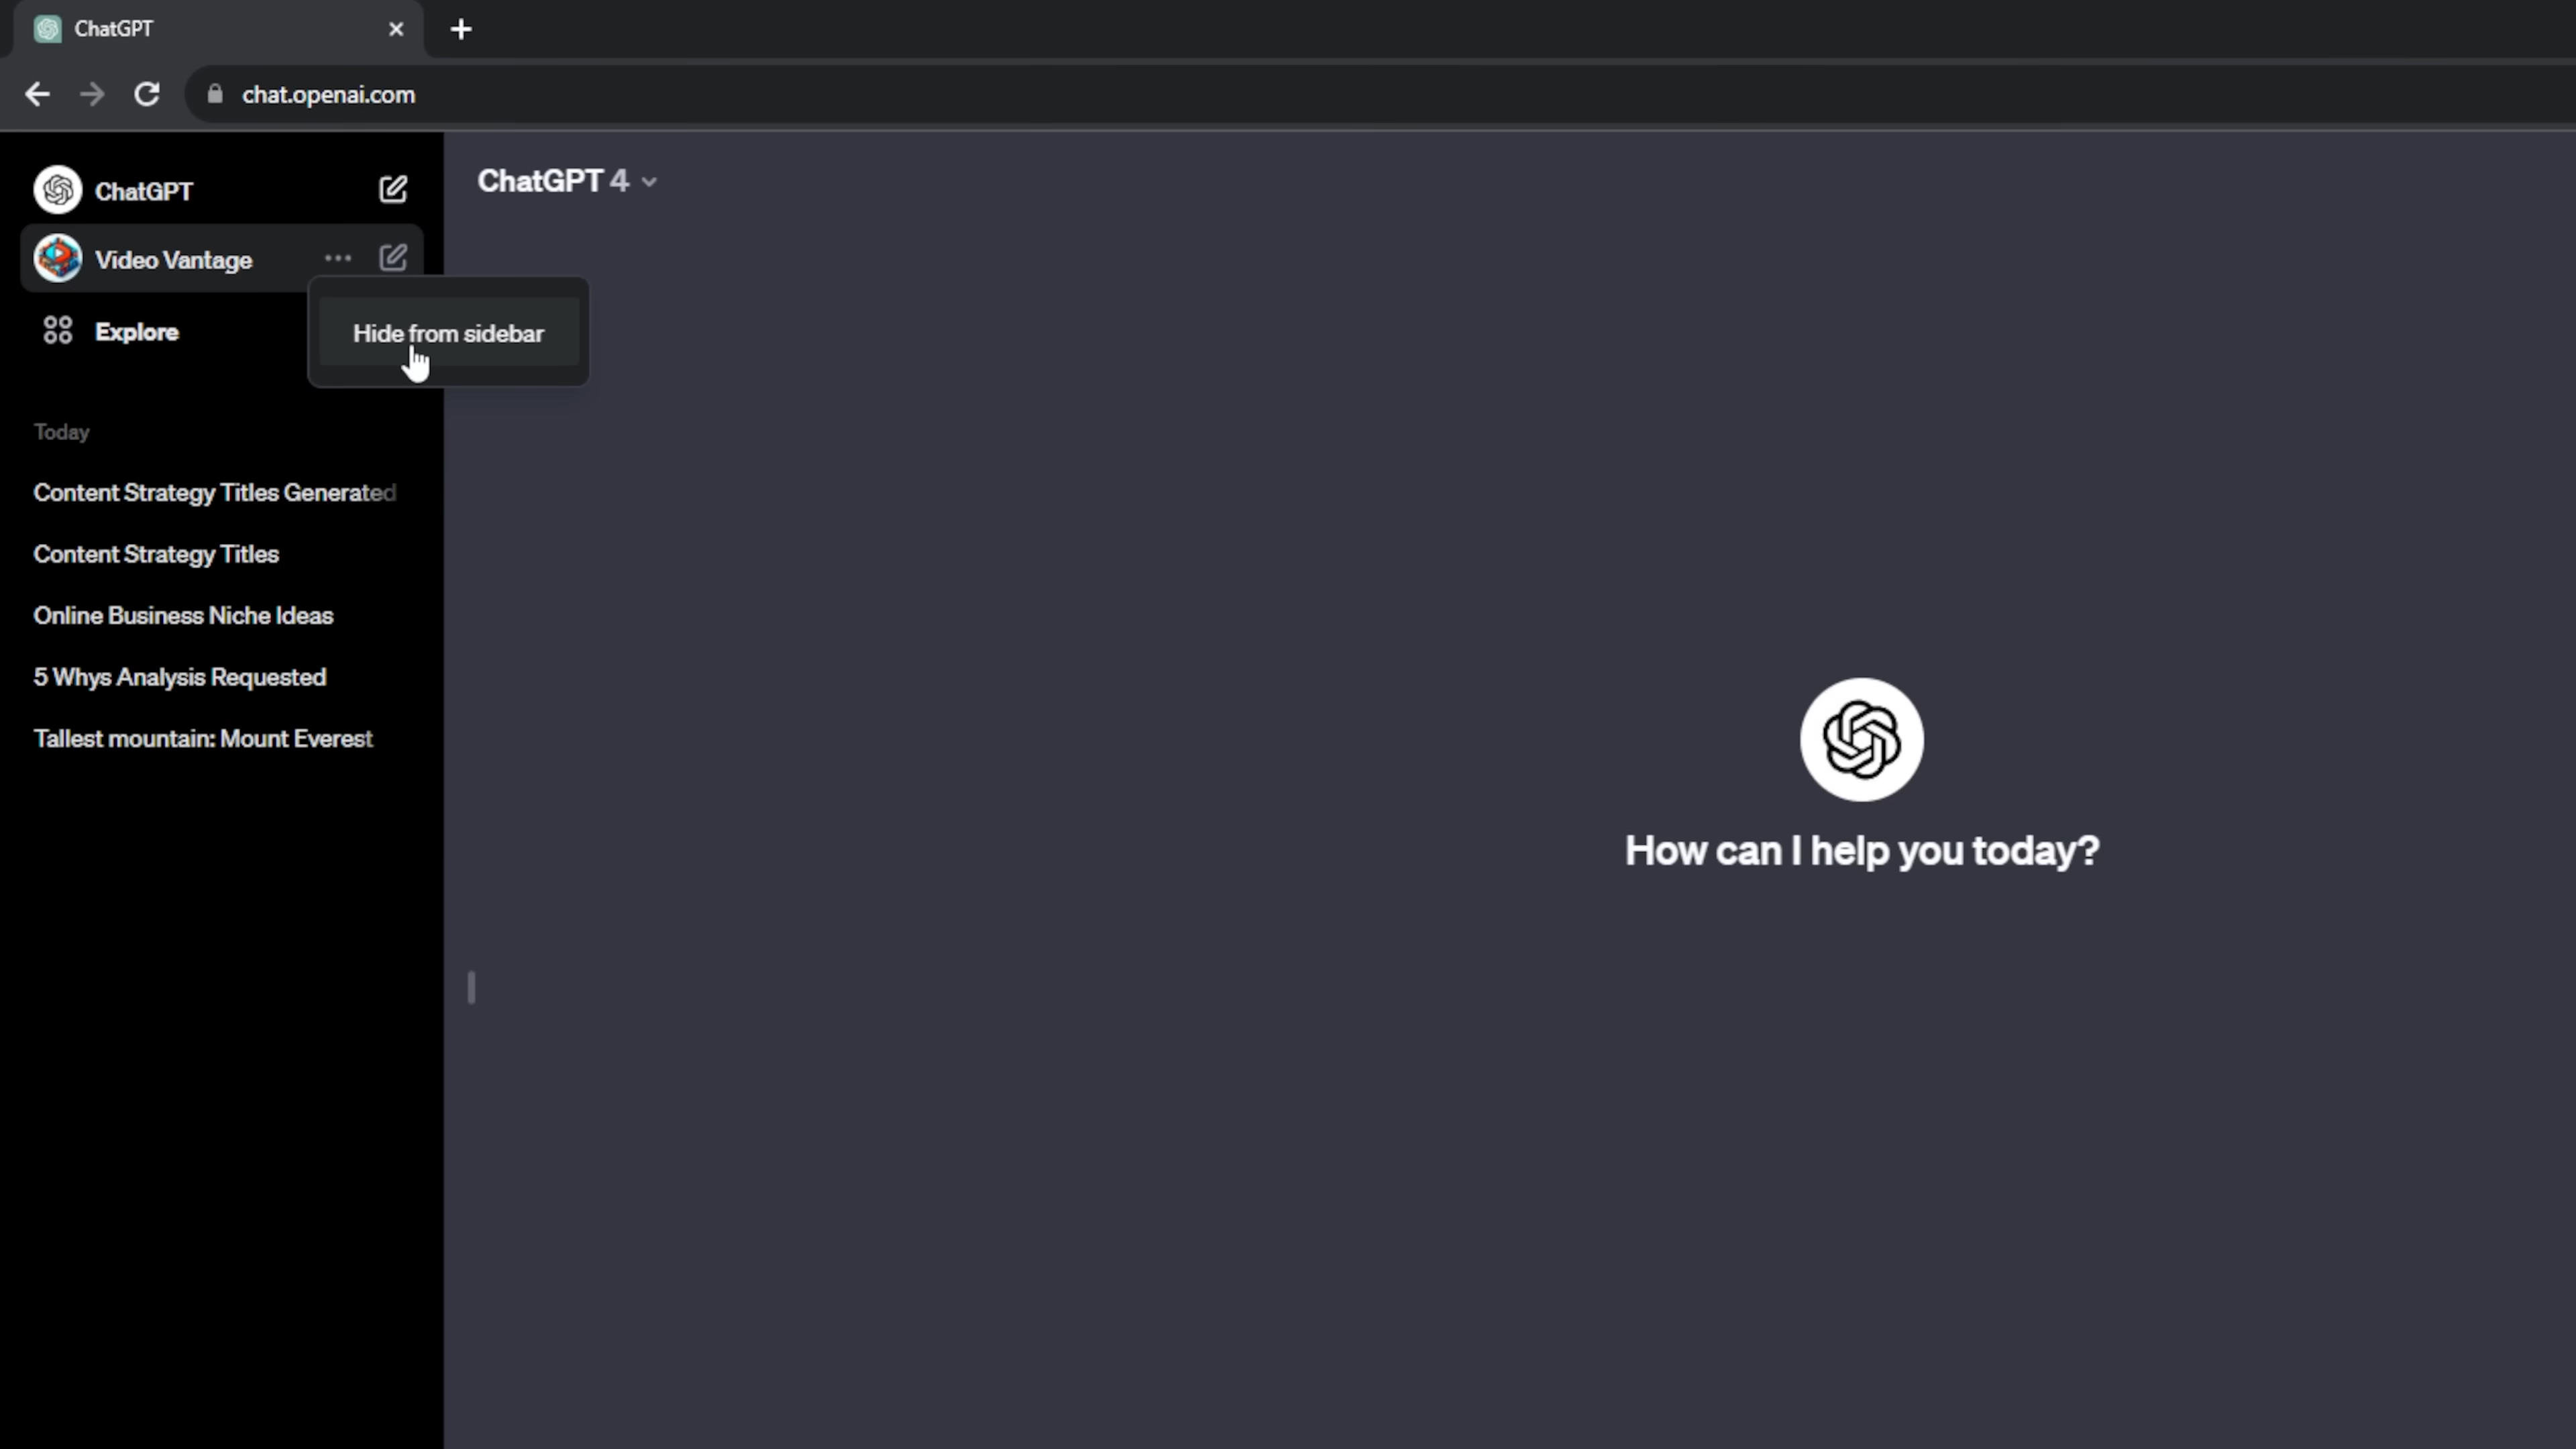 ChatGPT
chat.openai.com
ChatGPT
Video Vantage
Explore
Hide from sidebar
Today
Content Strategy Titles Generated
Content Strategy Titles
Online Business Niche Ideas
5 Whys Analysis Requested
Tallest mountain: Mount Everest
ChatGPT 4
How can I help you today?